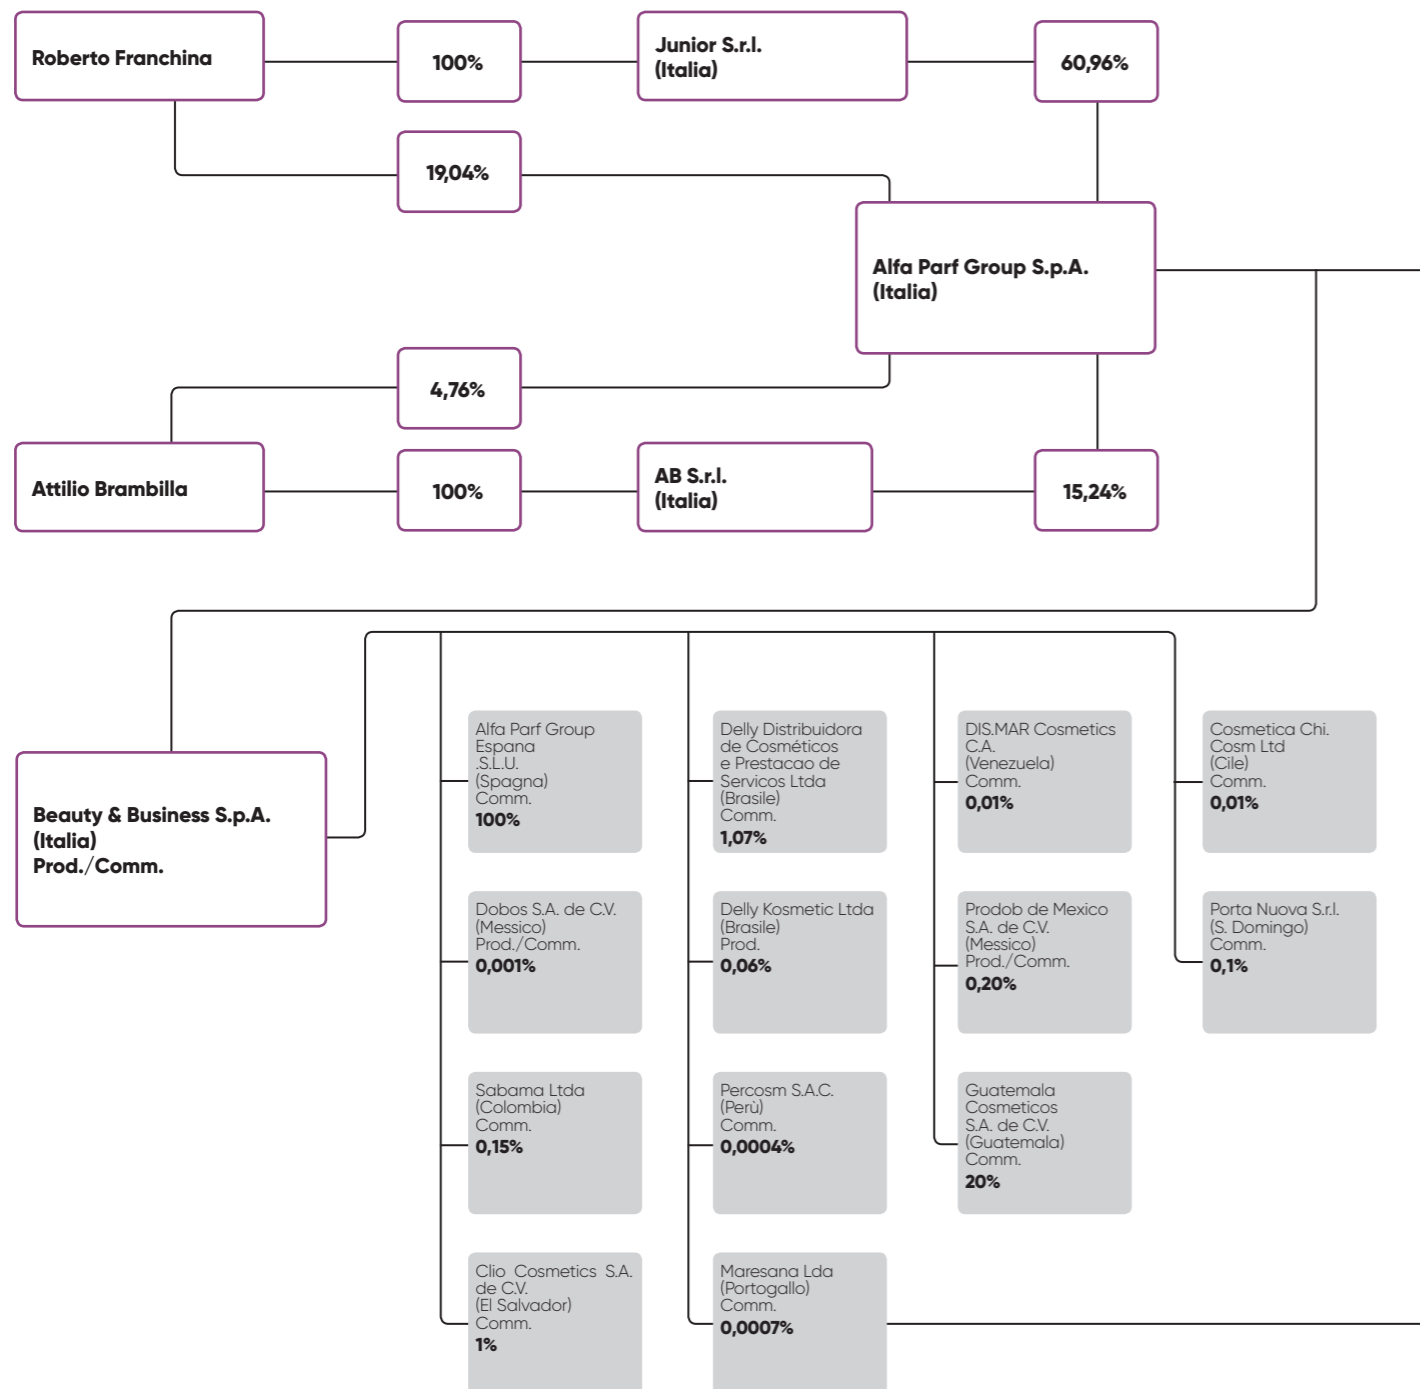 Roberto Franchina
100%
Junior S.r.l.
(Italia)
60,96%
19,04%
Alfa Parf Group S.p.A.
(Italia)
4,76%
Attilio Brambilla
100%
AB S.r.l.
(Italia)
15,24%
Beauty & Business S.p.A.
(Italia)
Prod./Comm.
Alfa Parf Group
Espana
.S.L.U.
(Spagna)
Comm.
100%
Dobos S.A. de C.V.
(Messico)
Prod./Comm.
0,001%
Sabama Ltda
(Colombia)
Comm.
0,15%
Clio Cosmetics S.A.
de C.V.
(El Salvador)
Comm.
1%
Delly Distribuidora
de Cosméticos
e Prestacao de
Servicos Ltda
(Brasile)
Comm.
1,07%
Delly Kosmetic Ltda
(Brasile)
Prod.
0,06%
Percosm S.A.C.
(Perù)
Comm.
0,0004%
Maresana Lda
(Portogallo)
Comm.
0,0007%
DIS.MAR Cosmetics
C.A.
(Venezuela)
Comm.
0,01%
Prodob de Mexico
S.A. de C.V.
(Messico)
Prod./Comm.
0,20%
Guatemala
Cosmeticos
S.A. de C.V.
(Guatemala)
Comm.
20%
Cosmetica Chi.
Cosm Ltd
(Cile)
Comm.
0,01%
Porta Nuova S.r.l.
(S. Domingo)
Comm.
0,1%